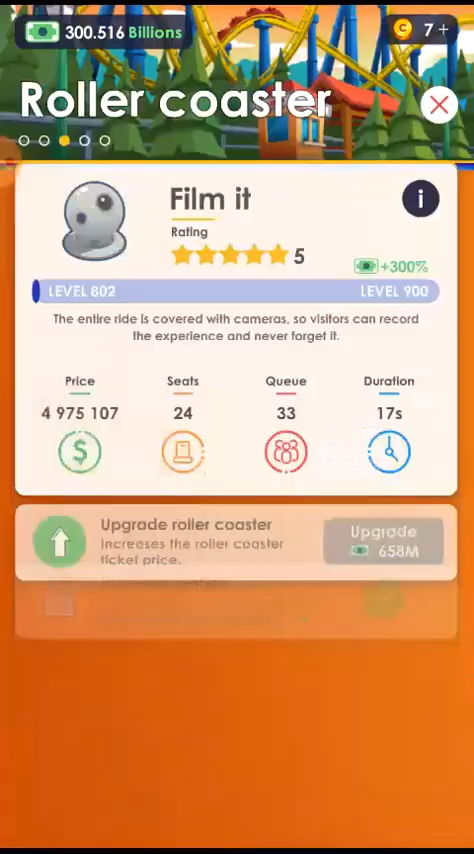 300.516 Billions
7 +
Roller coaster
Film it
i
Rating
5
+300%
LEVEL 802
LEVEL 900
The entire ride is covered with cameras, so visitors can record
the experience and never forget it.
Price
Seats
Queue
Duration
4 975 107
24
33
17s
Upgrade roller coaster
Increases the roller coaster
ticket price.
Upgrade
658M